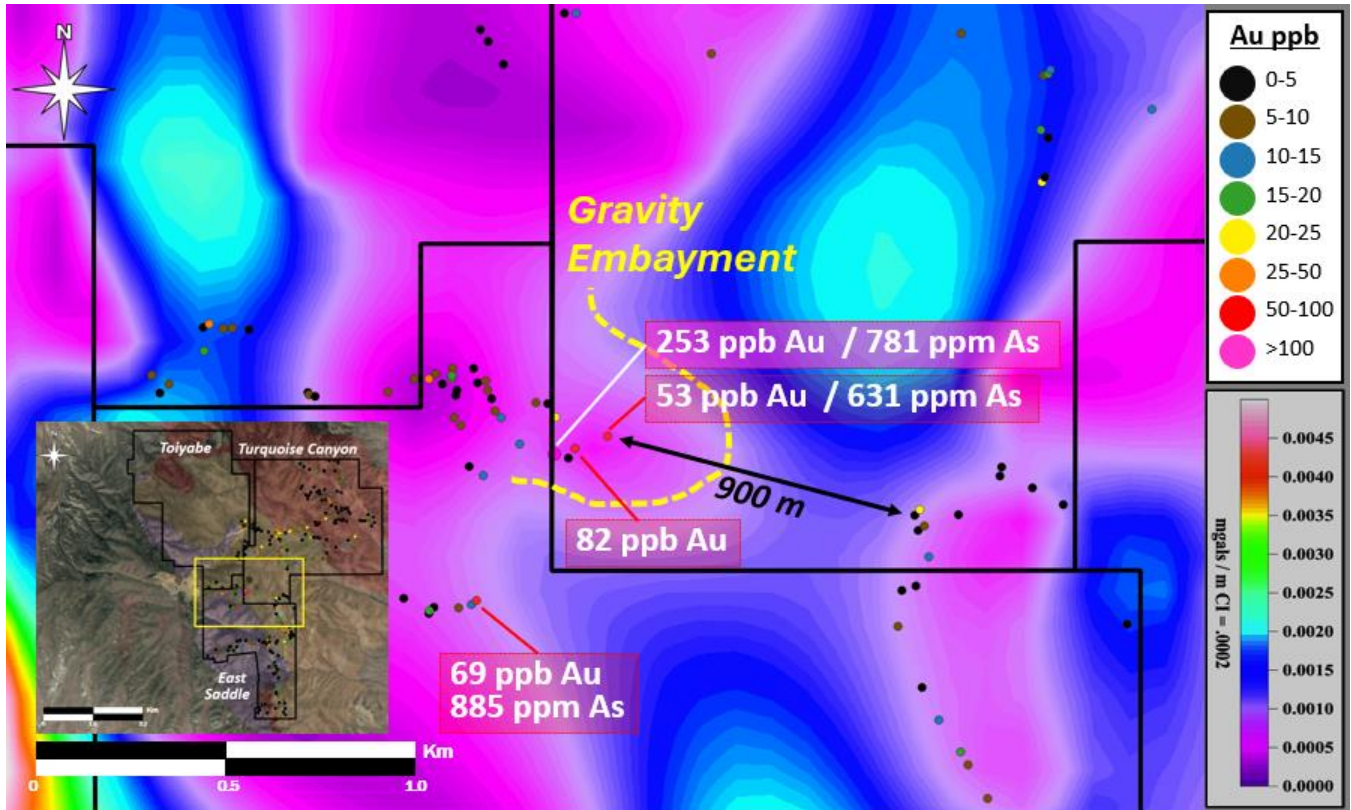 N
Gravity
Embayment
253 ppb Au / 781 ppm As
53 ppb Au / 631 ppm As
900 m
82 ppb Au
69 ppb Au
885 ppm As
Toiyabe
Turquoise Canyon
East
Saddle
Km
0
0.5
1.0
Au ppb
0-5
5-10
10-15
15-20
20-25
25-50
50-100
>100
0.0045
0.0040
0.0035
0.0030
0.0025
0.0020
0.0015
0.0010
0.0005
0.0000
mgals / m CI = .0002